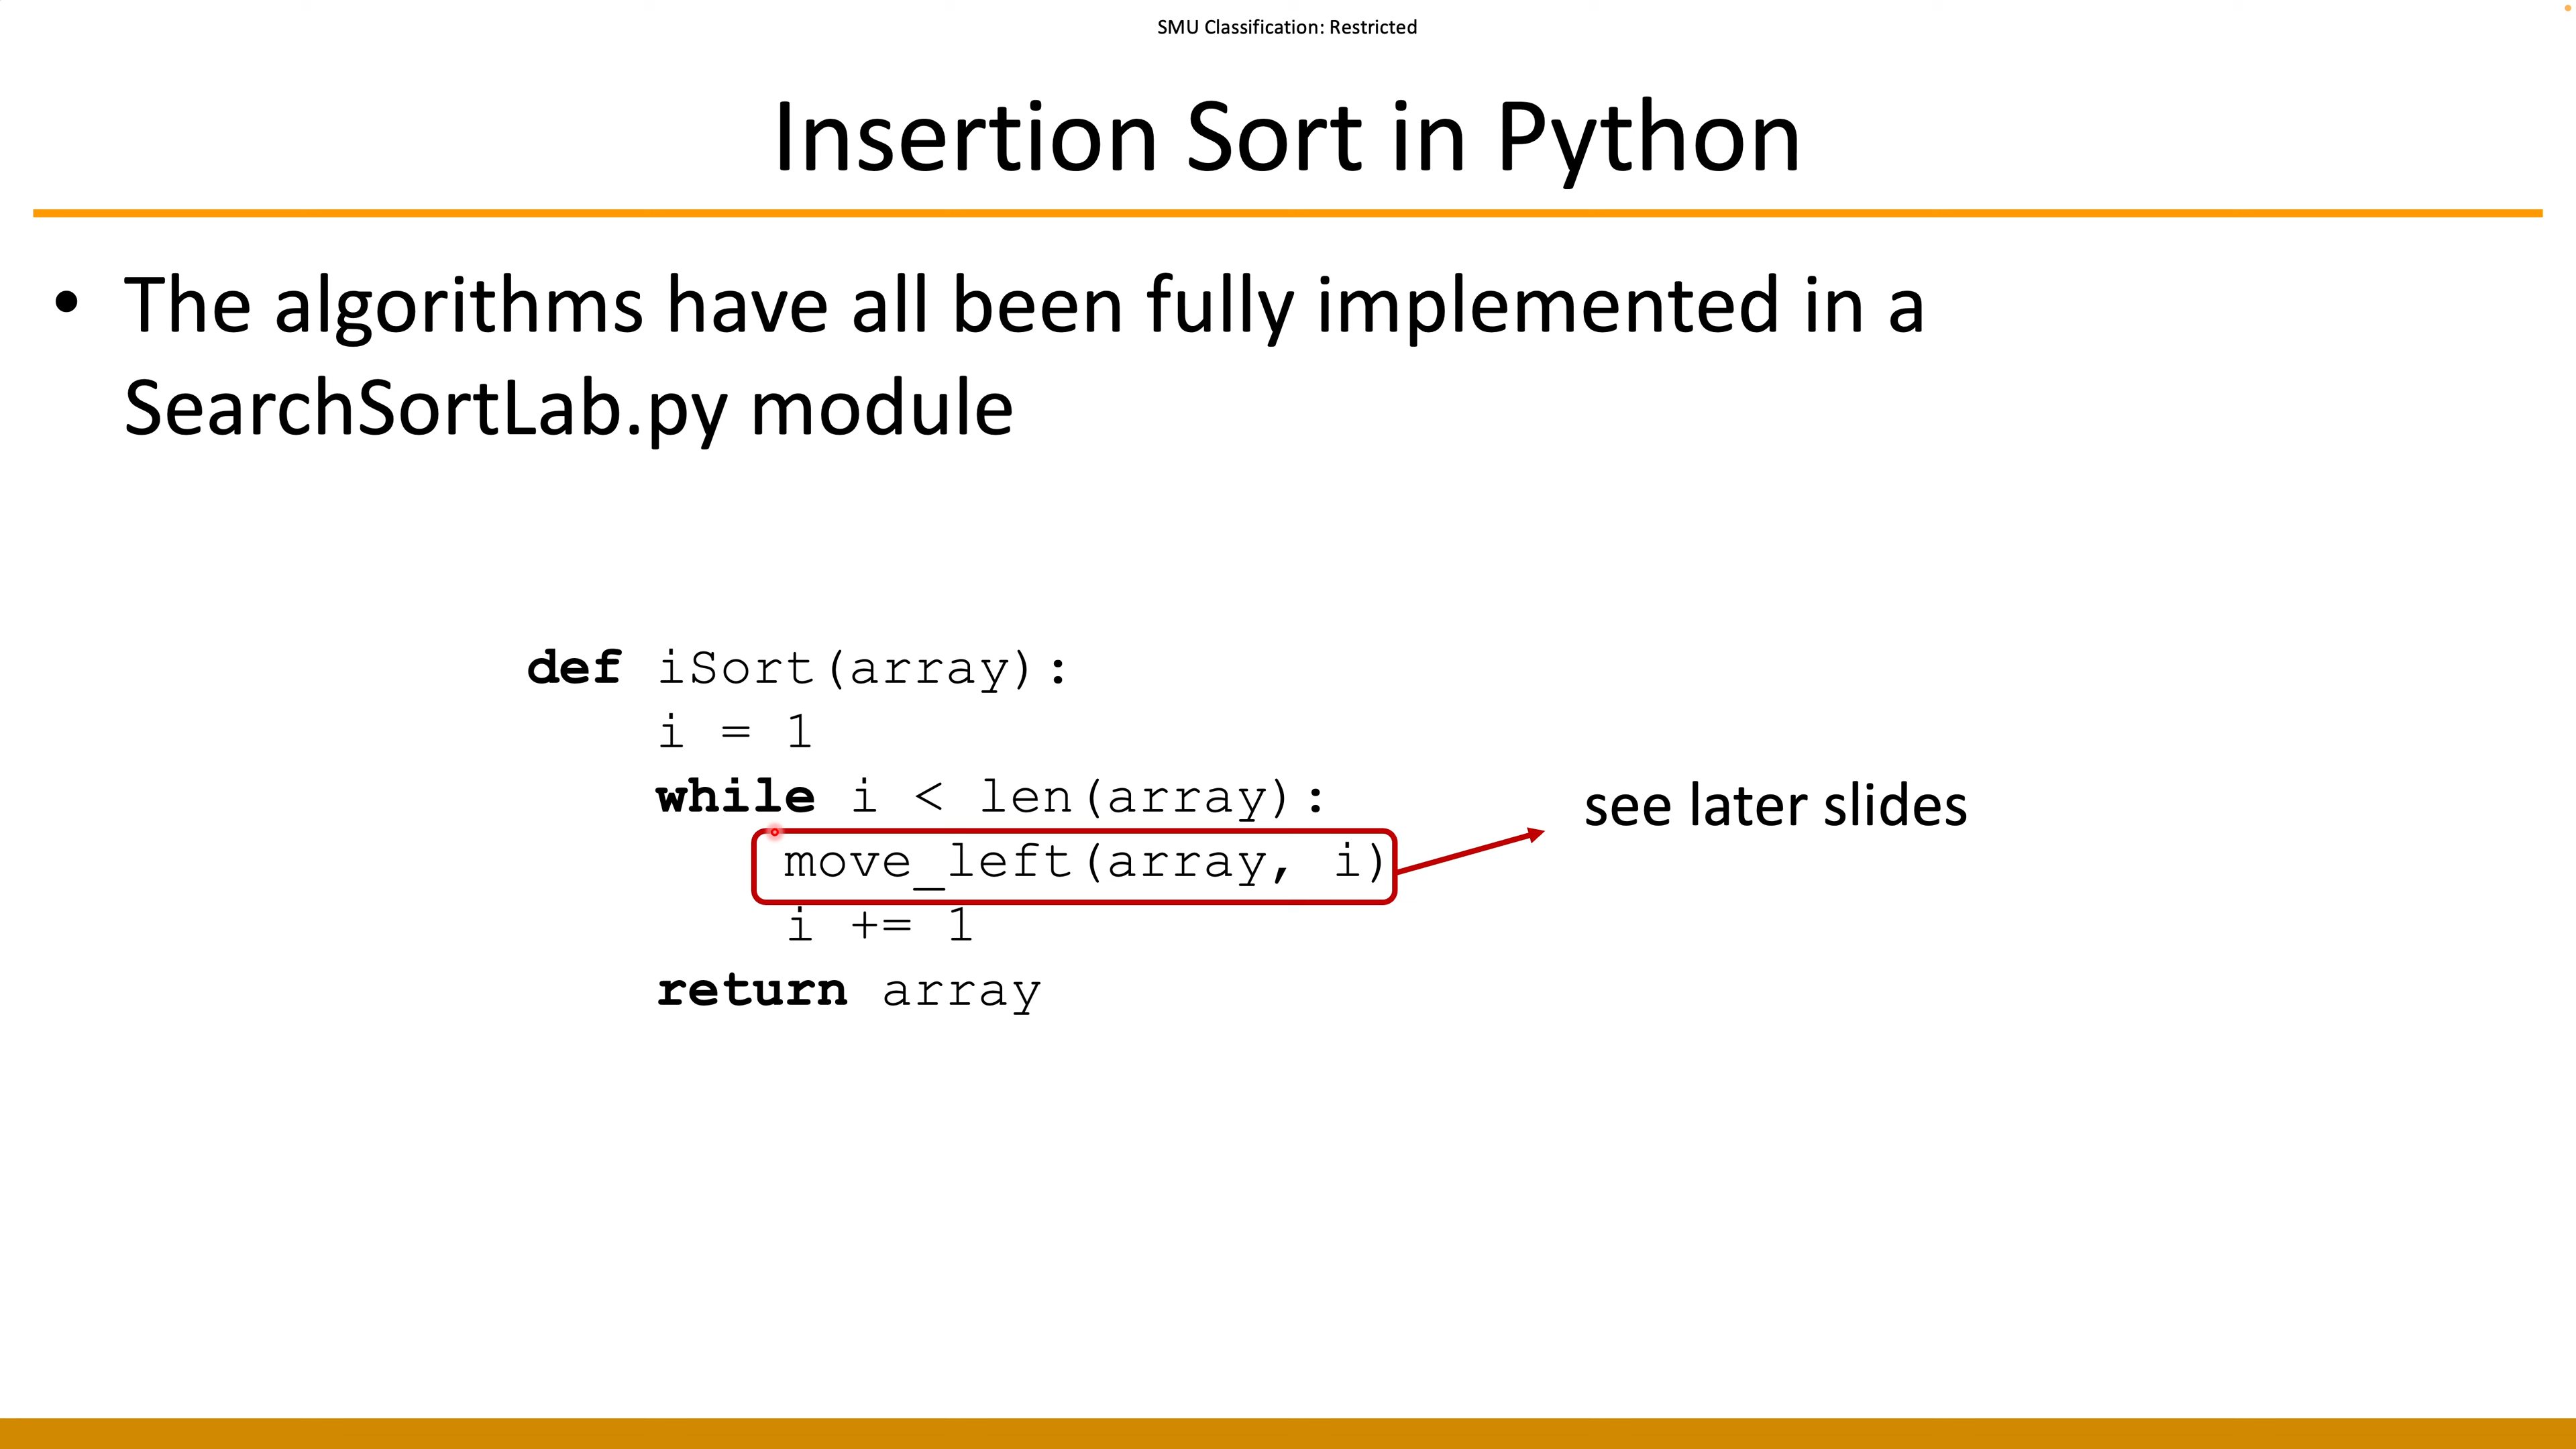 SMU Classification: Restricted
Insertion Sort in Python
• The algorithms have all been fully implemented in a
SearchSortLab.py module
def iSort(array):
    i = 1
    while i < len(array):
        move_left(array, i)
        i += 1
    return array
see later slides